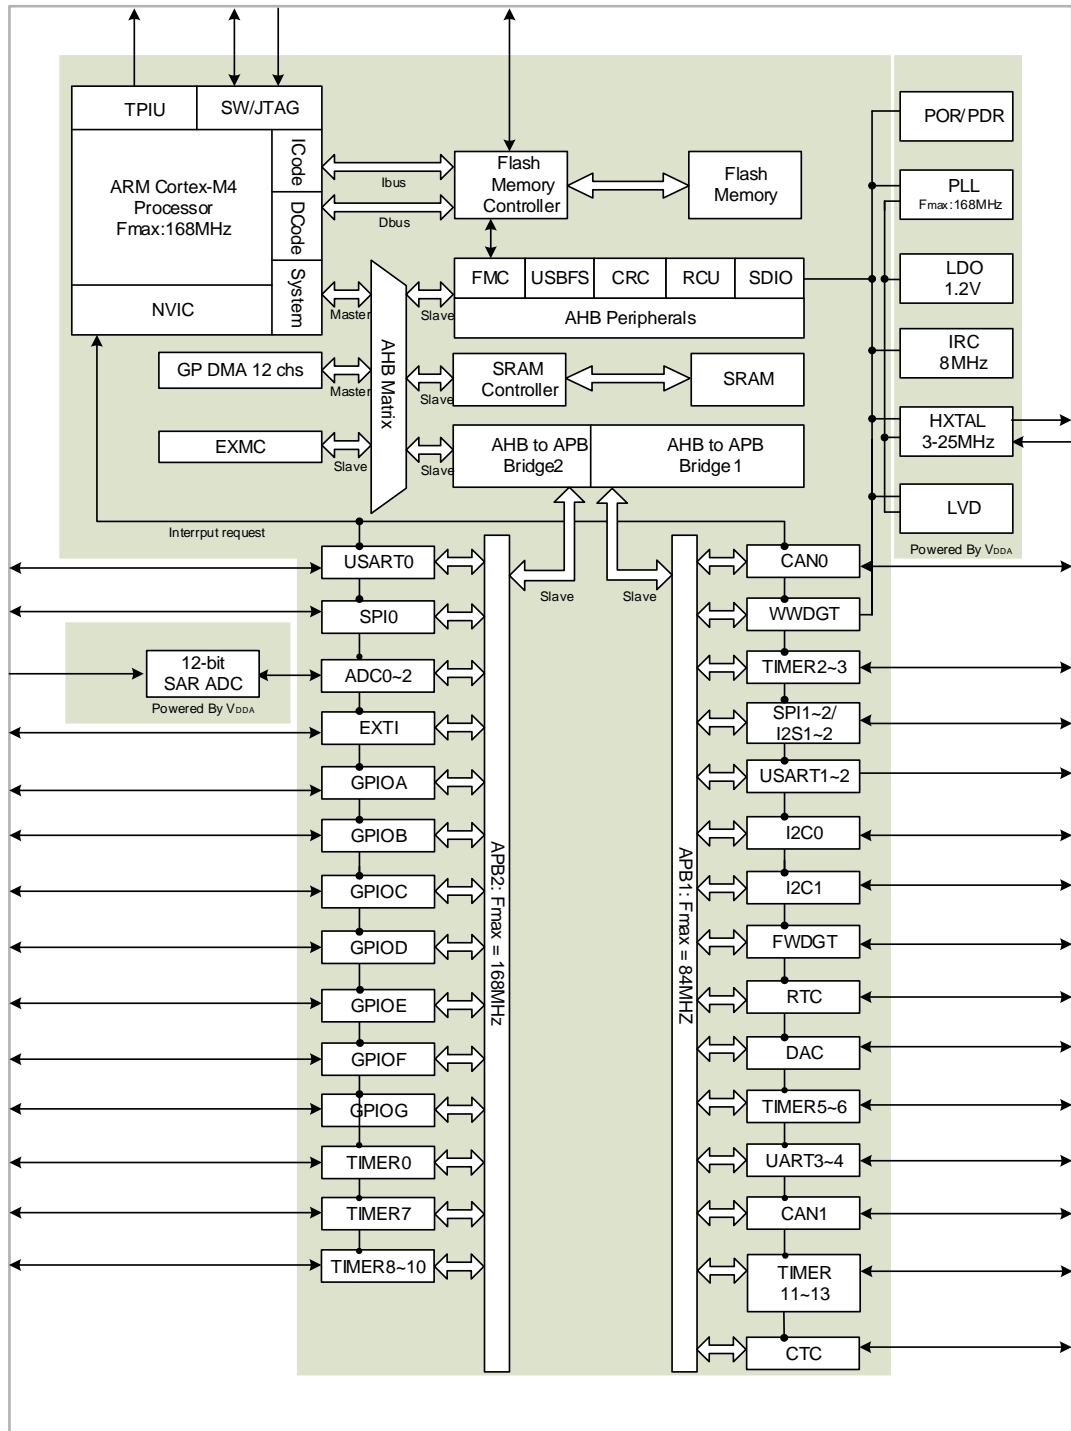 TPIU
SW/JTAG
POR/PDR
ICode
Flash
Memory
Controller
Flash
Memory
Ibus
ARM Cortex-M4
Processor
Fmax:168MHz
PLL
Fmax:168MHz
DCode
Dbus
System
FMC
USBFS
CRC
RCU
SDIO
LDO
1.2V
NVIC
Master
Slave
AHB Peripherals
IRC
8MHz
AHB Matrix
GP DMA 12 chs
Master
Slave
SRAM
Controller
SRAM
HXTAL
3-25MHz
EXMC
Slave
Slave
AHB to APB
Bridge2
AHB to APB
Bridge 1
LVD
Interrput request
Powered By VDDA
USART0
CAN0
Slave
Slave
SPI0
WWDGT
12-bit
SAR ADC
Powered By VDDA
ADC0~2
TIMER2~3
EXTI
SPI1~2/
I2S1~2
GPIOA
USART1~2
GPIOB
I2C0
APB2: Fmax = 168MHz
APB1: Fmax = 84MHZ
GPIOC
I2C1
GPIOD
FWDGT
GPIOE
RTC
GPIOF
DAC
GPIOG
TIMER5~6
TIMER0
UART3~4
TIMER7
CAN1
TIMER8~10
TIMER
11~13
CTC